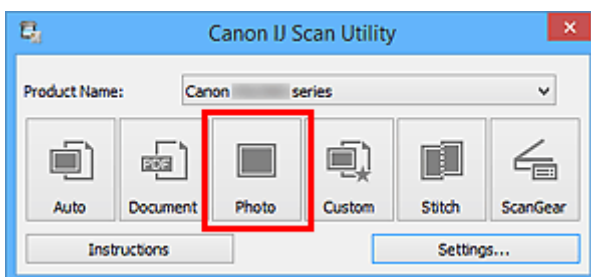 Canon IJ Scan Utility
Product Name: Canon series
Auto Document Photo Custom Stitch ScanGear
PDF
Instructions Settings...